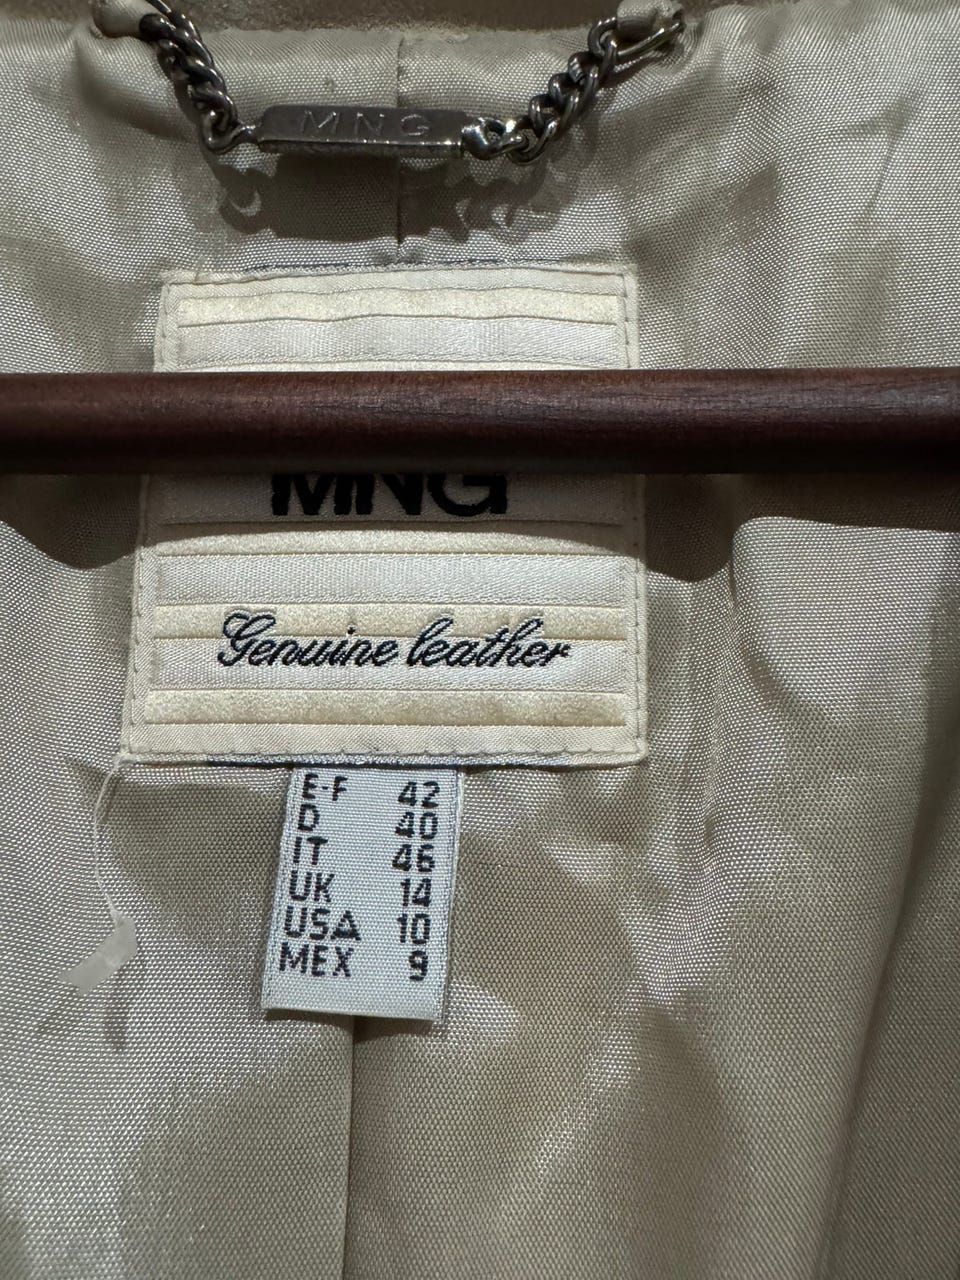 MNG
MNG
Genuine leather
E-F 42
D 40
IT 46
UK 14
USA 10
MEX 9